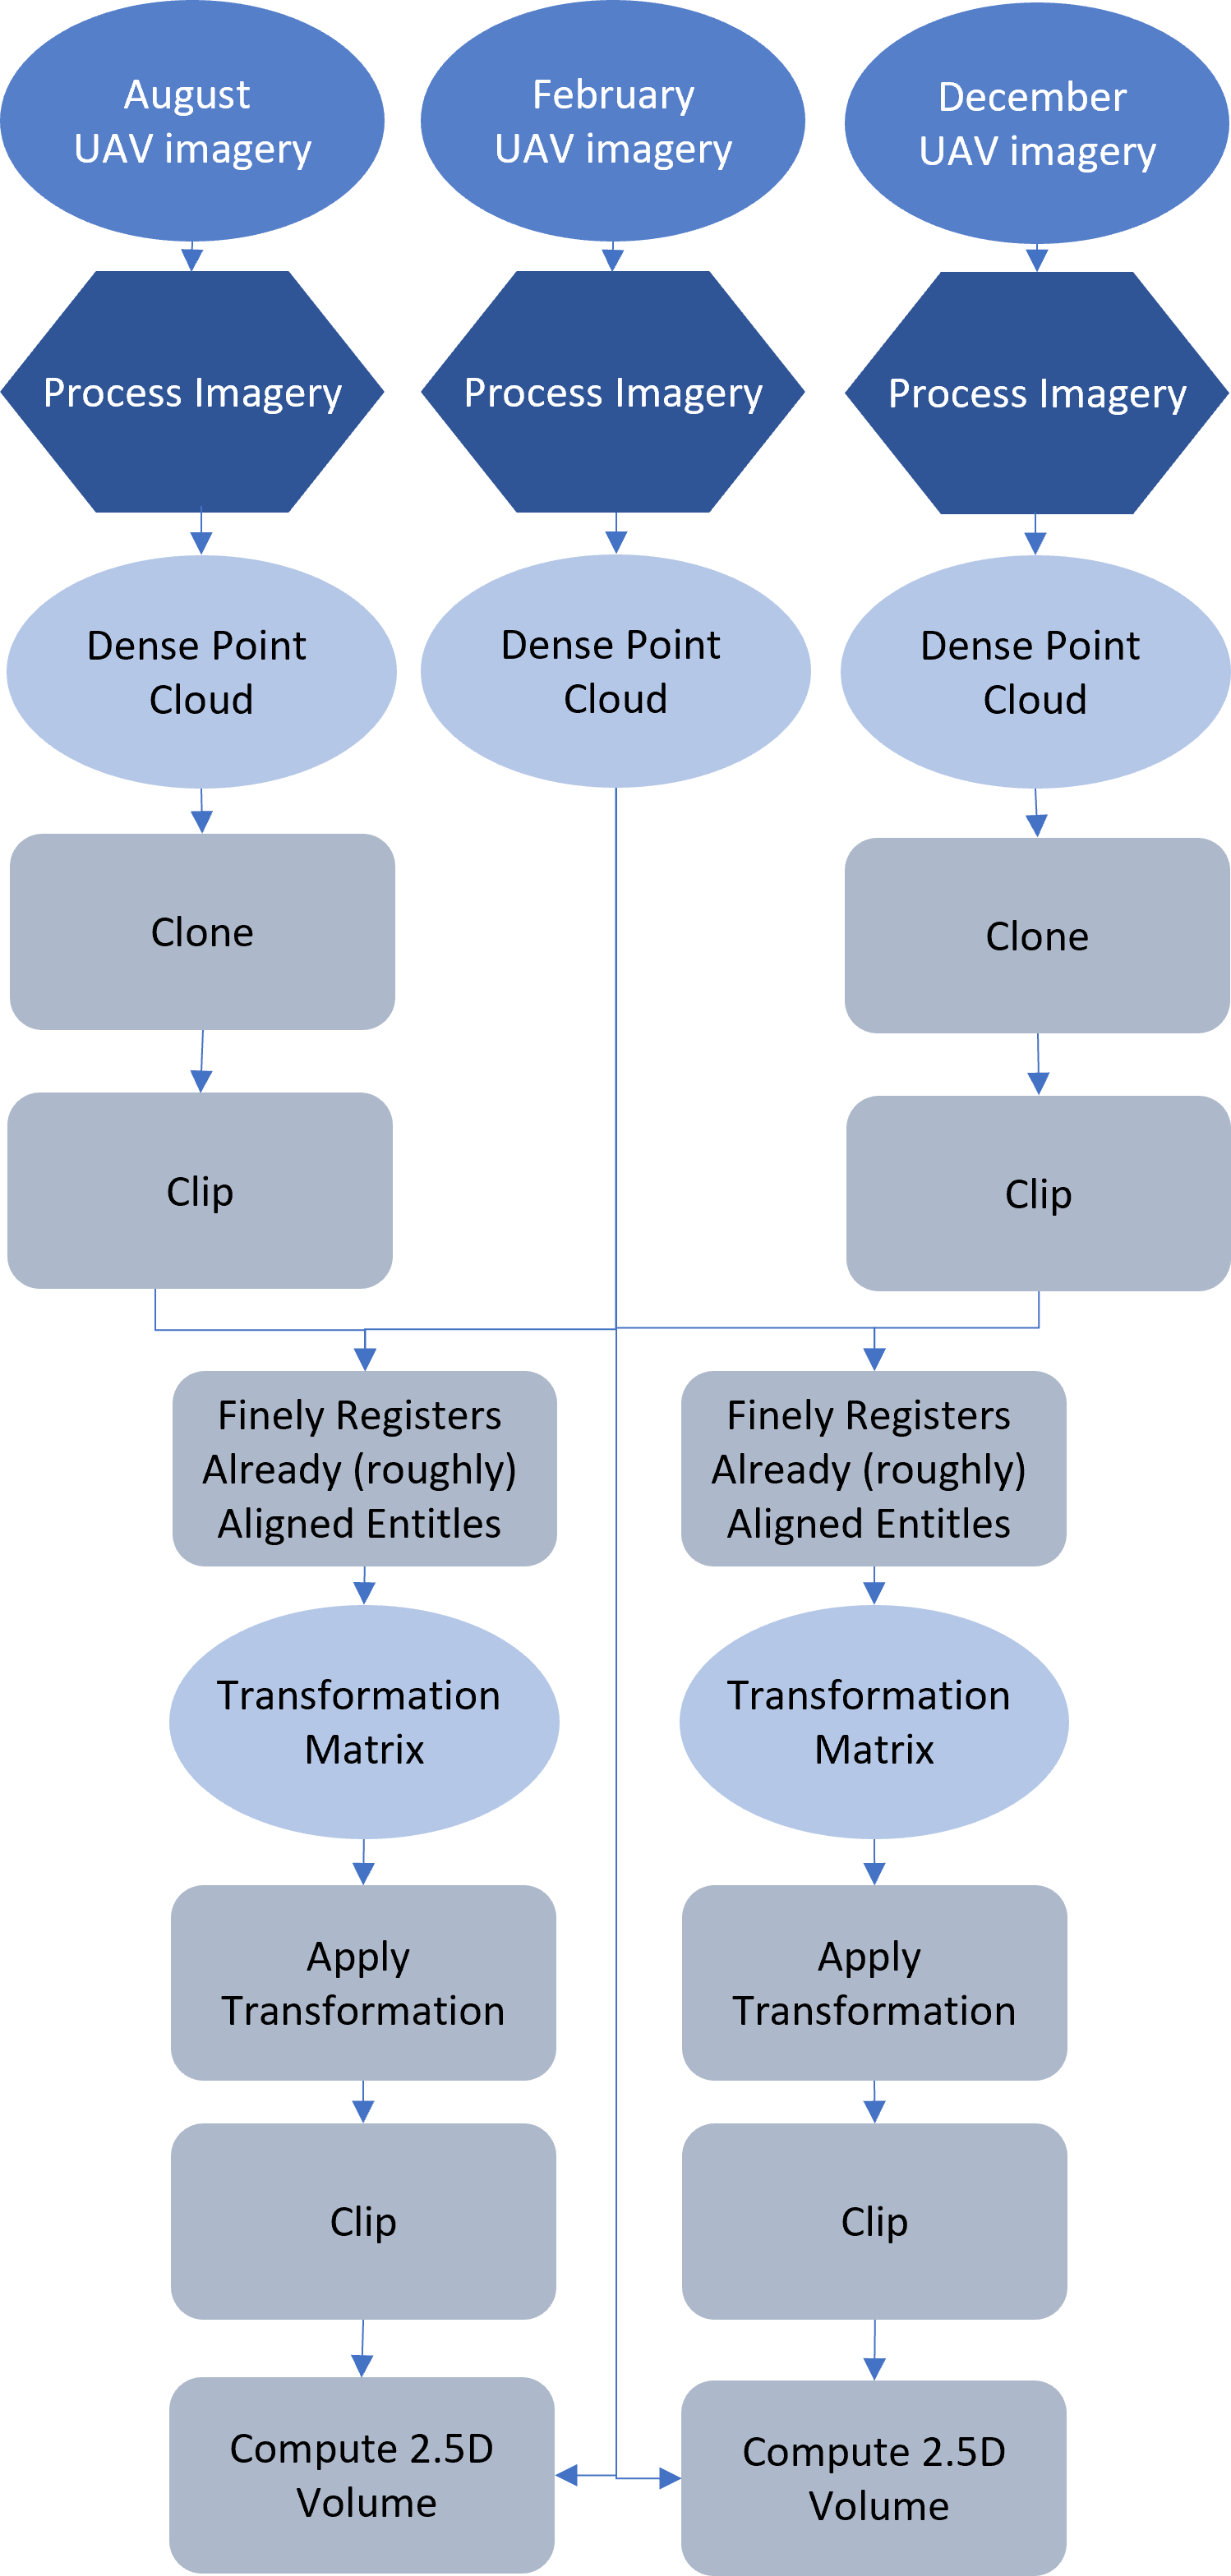 August
UAV imagery
February
UAV imagery
December
UAV imagery
Process Imagery
Process Imagery
Process Imagery
Dense Point
Cloud
Dense Point
Cloud
Dense Point
Cloud
Clone
Clone
Clip
Clip
Finely Registers
Already (roughly)
Aligned Entitles
Finely Registers
Already (roughly)
Aligned Entitles
Transformation
Matrix
Transformation
Matrix
Apply
Transformation
Apply
Transformation
Clip
Clip
Compute 2.5D
Volume
Compute 2.5D
Volume